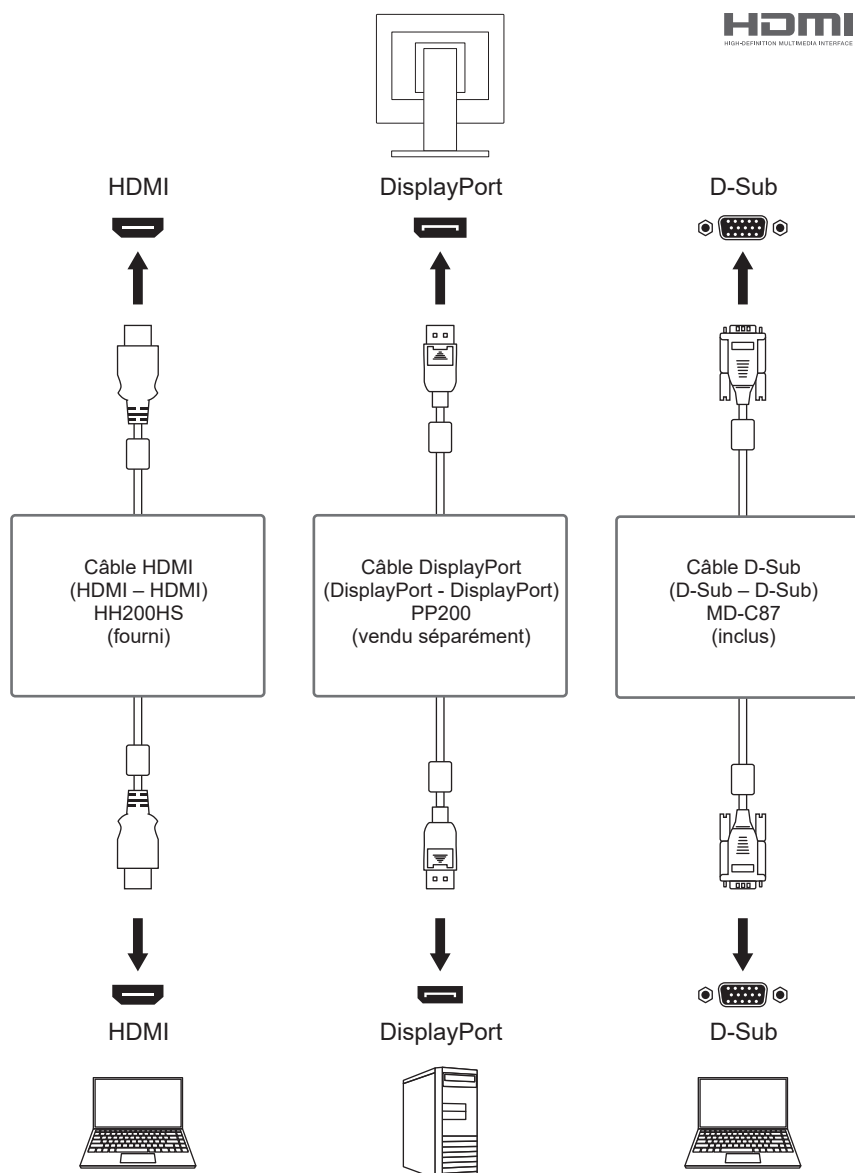 HDMI
HIGH-DEFINITION MULTIMEDIA INTERFACE
HDMI
DisplayPort
D-Sub
Câble HDMI
(HDMI – HDMI)
HH200HS
(fourni)
Câble DisplayPort
(DisplayPort - DisplayPort)
PP200
(vendu séparément)
Câble D-Sub
(D-Sub – D-Sub)
MD-C87
(inclus)
HDMI
DisplayPort
D-Sub